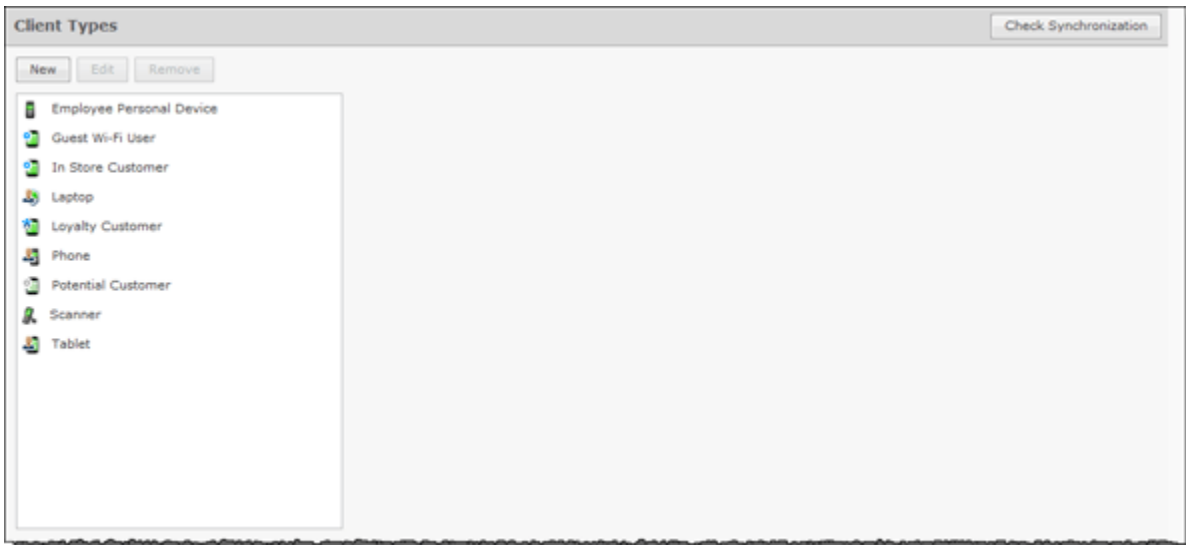 Client Types
Check Synchronization
New Edit Remove
Employee Personal Device
Guest Wi-Fi User
In Store Customer
Laptop
Loyalty Customer
Phone
Potential Customer
Scanner
Tablet